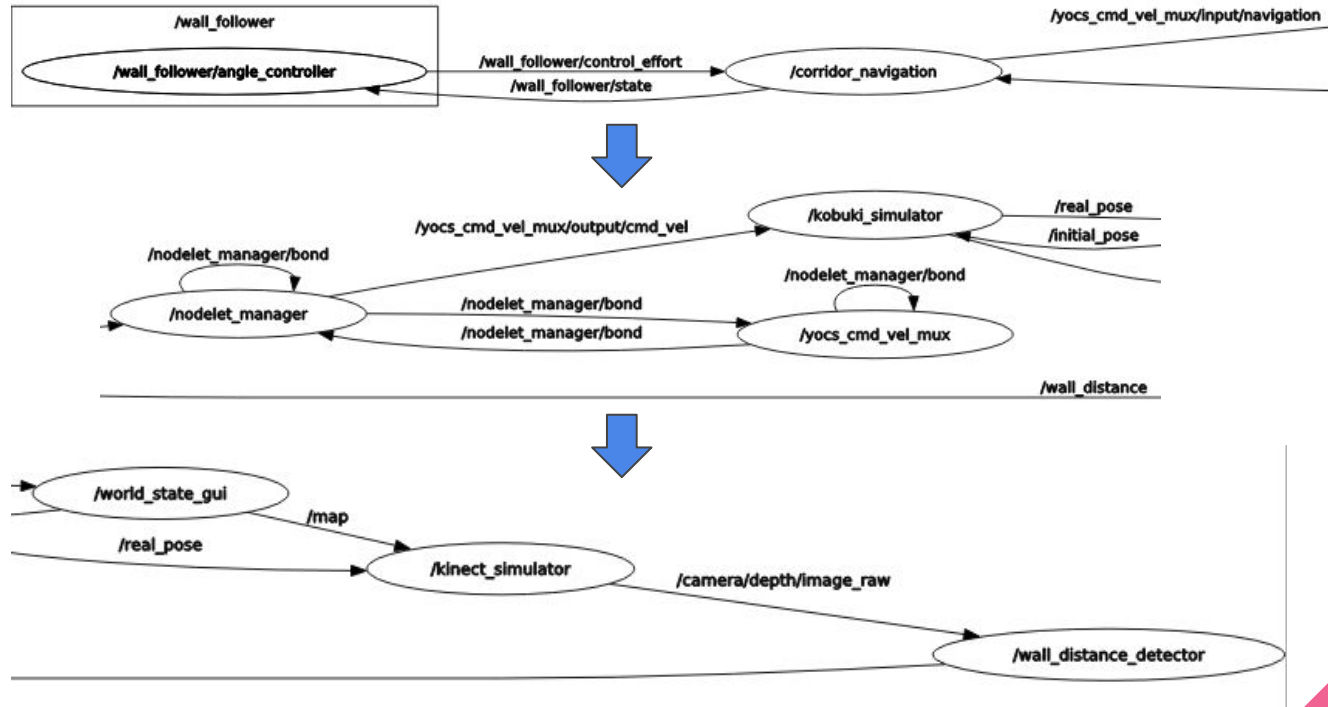 /wall_follower
/yocs_cmd_vel_mux/input/navigation
/wall_follower/angle_controller
/wall_follower/control_effort
/wall_follower/state
/corridor_navigation
/yocs_cmd_vel_mux/output/cmd_vel
/kobuki_simulator
/real_pose
/initial_pose
/nodelet_manager/bond
/nodelet_manager
/nodelet_manager/bond
/nodelet_manager/bond
/nodelet_manager/bond
/yocs_cmd_vel_mux
/wall_distance
/world_state_gui
/map
/real_pose
/kinect_simulator
/camera/depth/image_raw
/wall_distance_detector